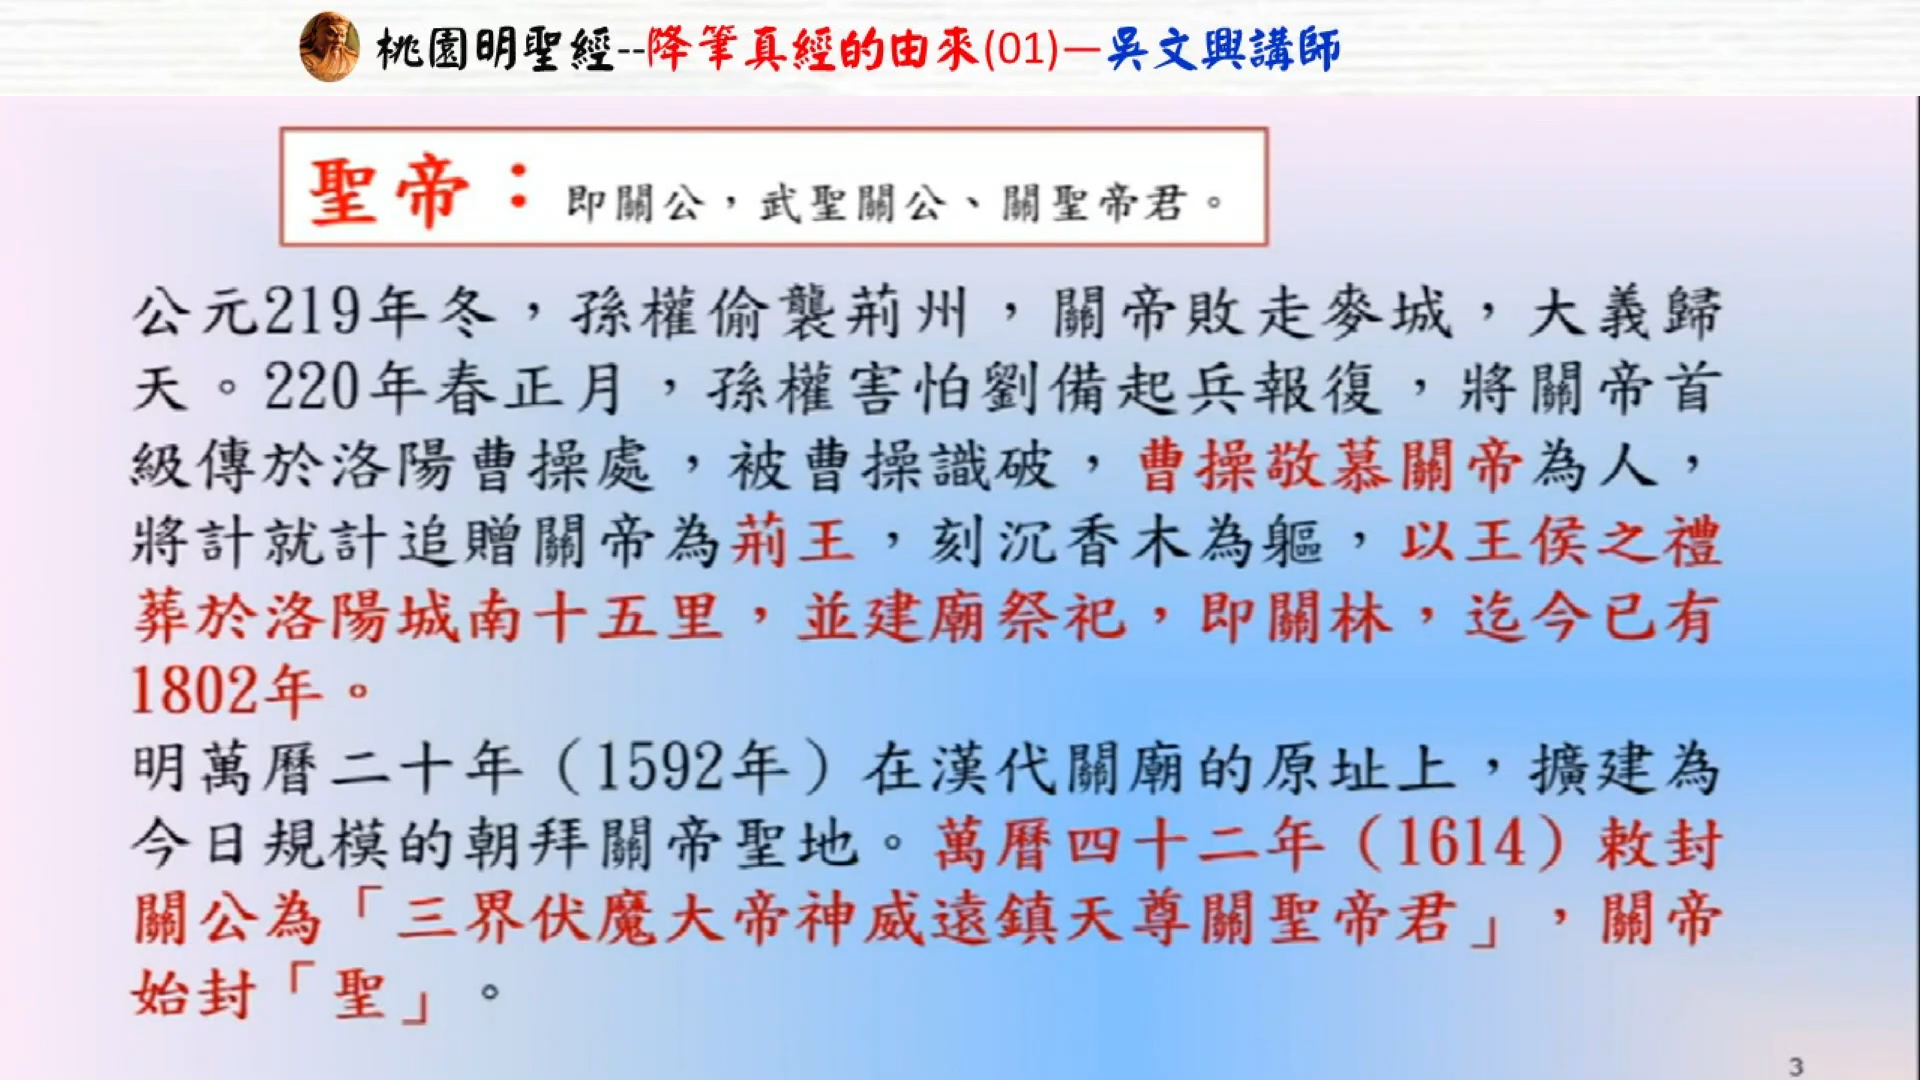 桃園明聖經--降筆真經的由來(01)—吳文興講師
聖帝：即關公，武聖關公、關聖帝君。
公元219年冬，孫權偷襲荊州，關帝敗走麥城，大義歸
天。220年春正月，孫權害怕劉備起兵報復，將關帝首
級傳於洛陽曹操處，被曹操識破，曹操敬慕關帝為人，
將計就計追贈關帝為荊王，刻沉香木為軀，以王侯之禮
葬於洛陽城南十五里，並建廟祭祀，即關林，迄今已有
1802年。
明萬曆二十年（1592年）在漢代關廟的原址上，擴建為
今日規模的朝拜關帝聖地。萬曆四十二年（1614）敕封
關公為「三界伏魔大帝神威遠鎮天尊關聖帝君」，關帝
始封「聖」。
3